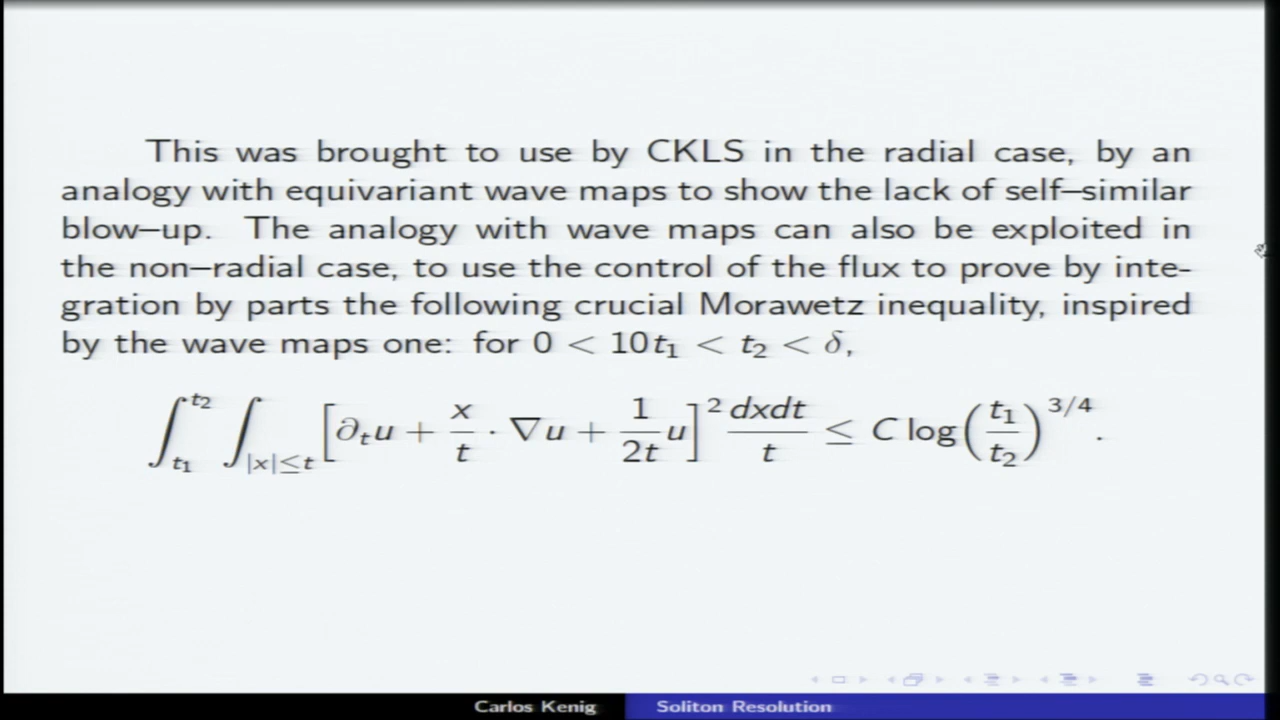 This was brought to use by CKLS in the radial case, by an
analogy with equivariant wave maps to show the lack of self–similar
blow–up. The analogy with wave maps can also be exploited in
the non–radial case, to use the control of the flux to prove by inte-
gration by parts the following crucial Morawetz inequality, inspired
by the wave maps one: for 0 < 10t₁ < t₂ < δ,
∫_{t₁}^{t₂} ∫_{|x|≤t} [∂ₜu + x/t · ∇u + 1/(2t) u]² dxdt/t ≤ C log(t₁/t₂)^{3/4}.
Carlos Kenig Soliton Resolution